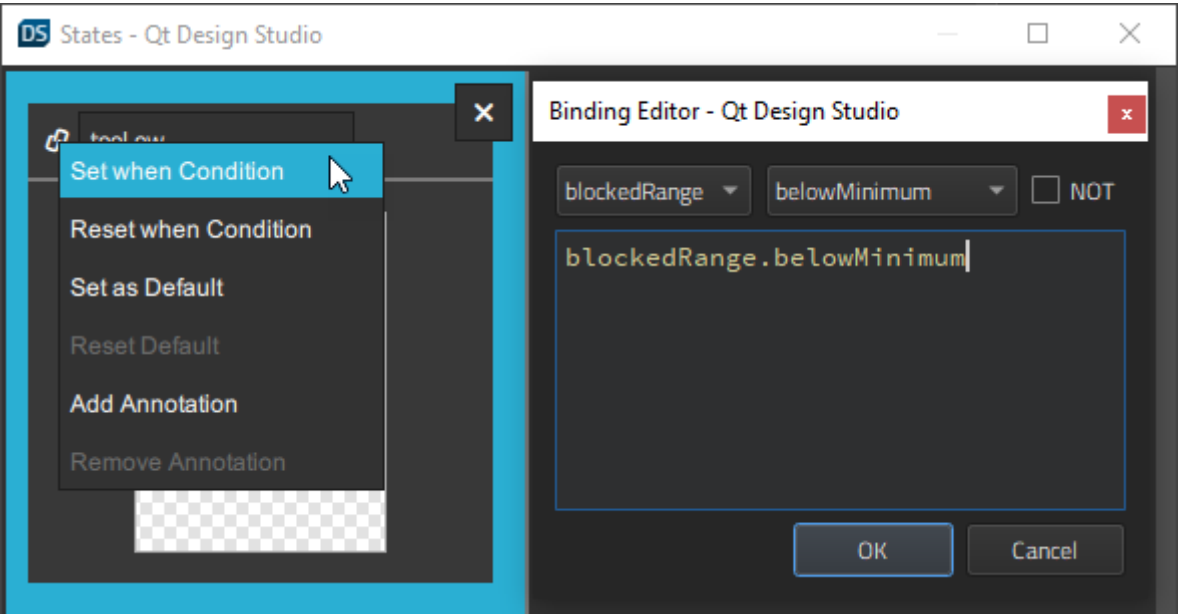 DS States - Qt Design Studio
Set when Condition
Reset when Condition
Set as Default
Reset Default
Add Annotation
Remove Annotation
Binding Editor - Qt Design Studio
blockedRange belowMinimum NOT
blockedRange.belowMinimum
OK Cancel